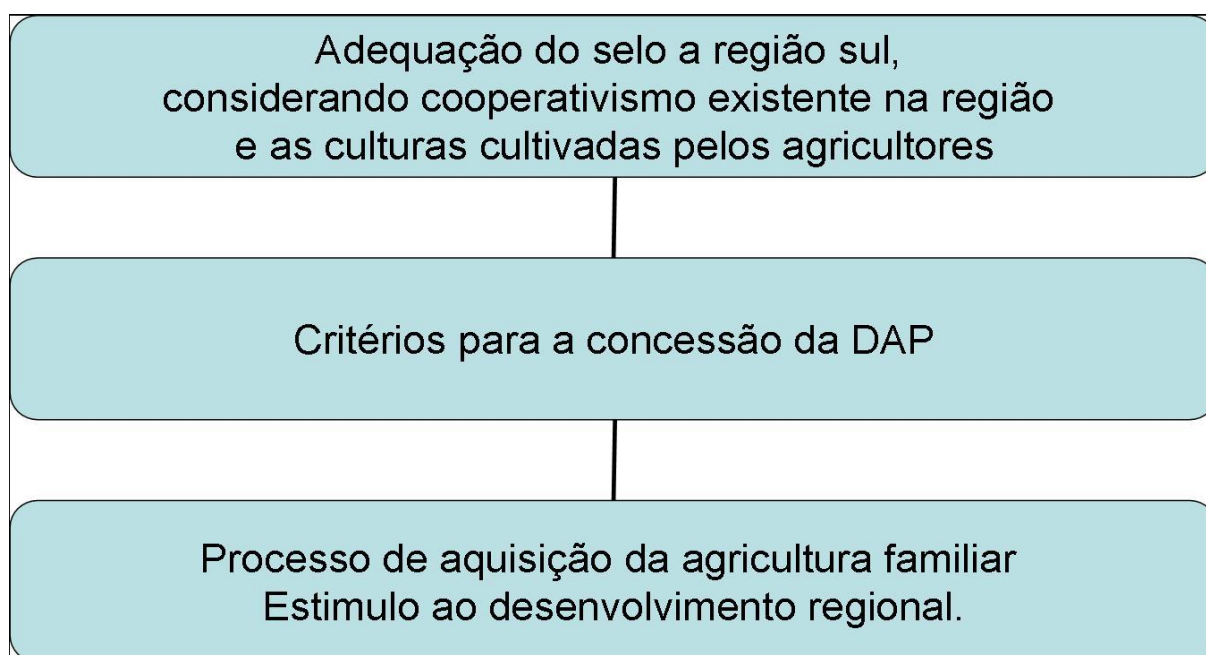 Adequação do selo a região sul,
considerando cooperativismo existente na região
e as culturas cultivadas pelos agricultores
Critérios para a concessão da DAP
Processo de aquisição da agricultura familiar
Estimulo ao desenvolvimento regional.